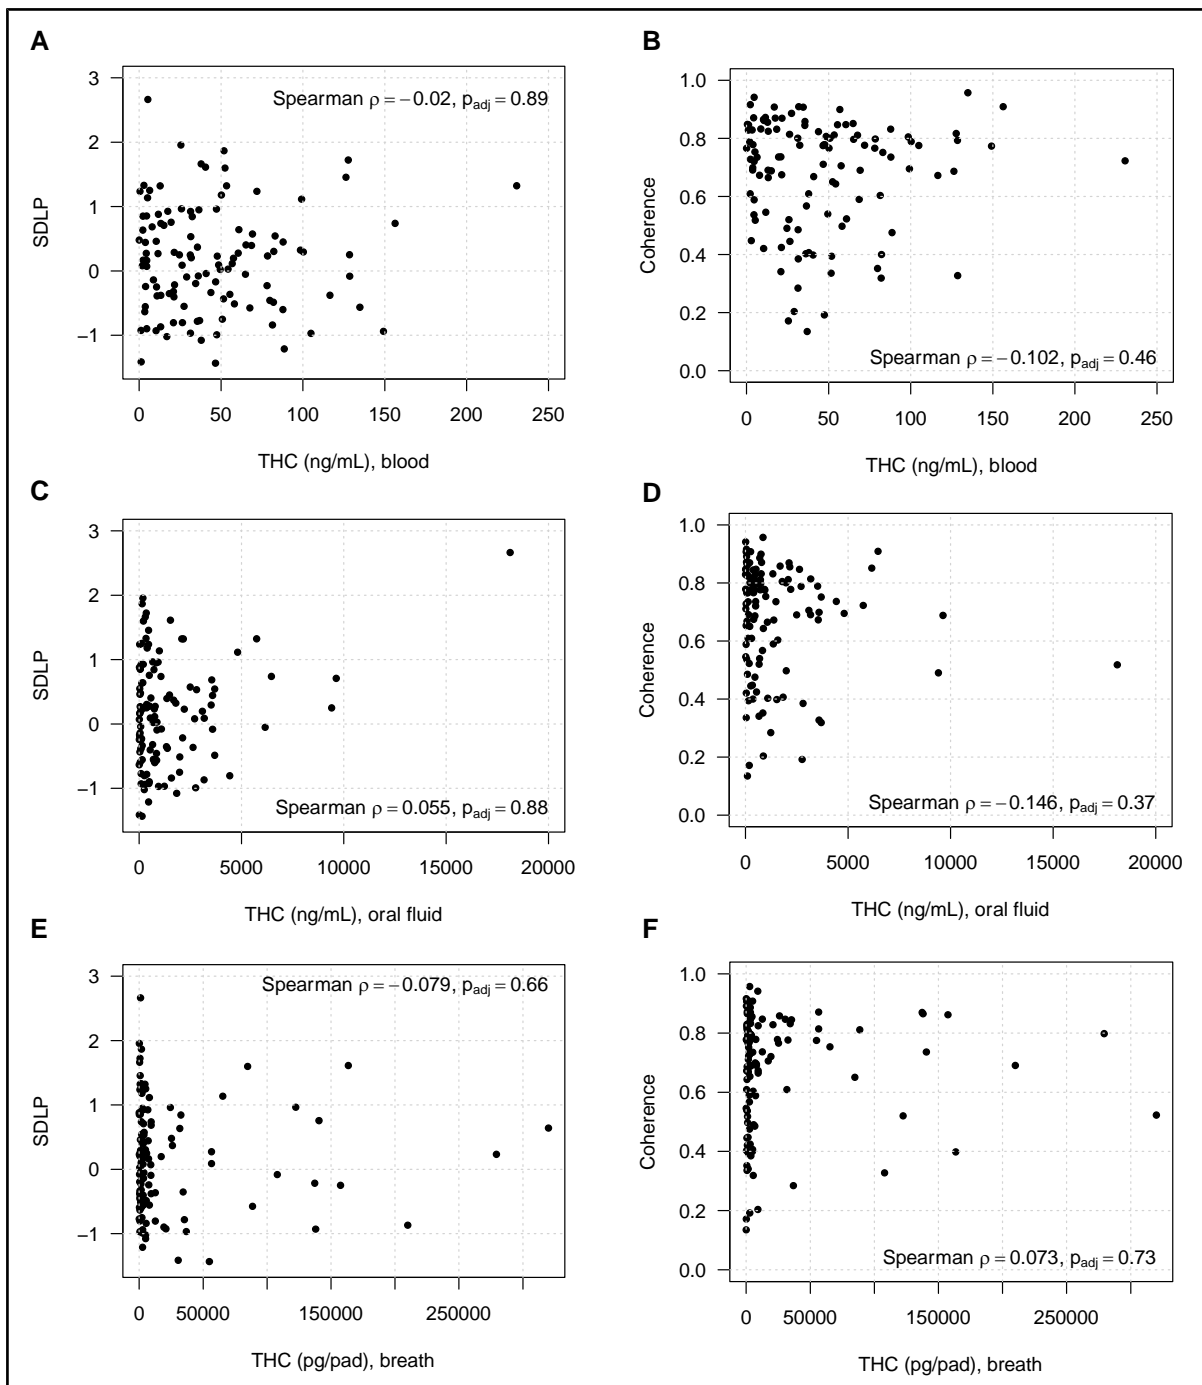 A
SDLP
3
2
1
0
−1
Spearman ρ = −0.02, padj = 0.89
0 50 100 150 200 250
THC (ng/mL), blood
B
Coherence
1.0
0.8
0.6
0.4
0.2
0.0
Spearman ρ = −0.102, padj = 0.46
0 50 100 150 200 250
THC (ng/mL), blood
C
SDLP
3
2
1
0
−1
Spearman ρ = 0.055, padj = 0.88
0 5000 10000 15000 20000
THC (ng/mL), oral fluid
D
Coherence
1.0
0.8
0.6
0.4
0.2
0.0
Spearman ρ = −0.146, padj = 0.37
0 5000 10000 15000 20000
THC (ng/mL), oral fluid
E
SDLP
3
2
1
0
−1
Spearman ρ = −0.079, padj = 0.66
0 50000 150000 250000
THC (pg/pad), breath
F
Coherence
1.0
0.8
0.6
0.4
0.2
0.0
Spearman ρ = 0.073, padj = 0.73
0 50000 150000 250000
THC (pg/pad), breath